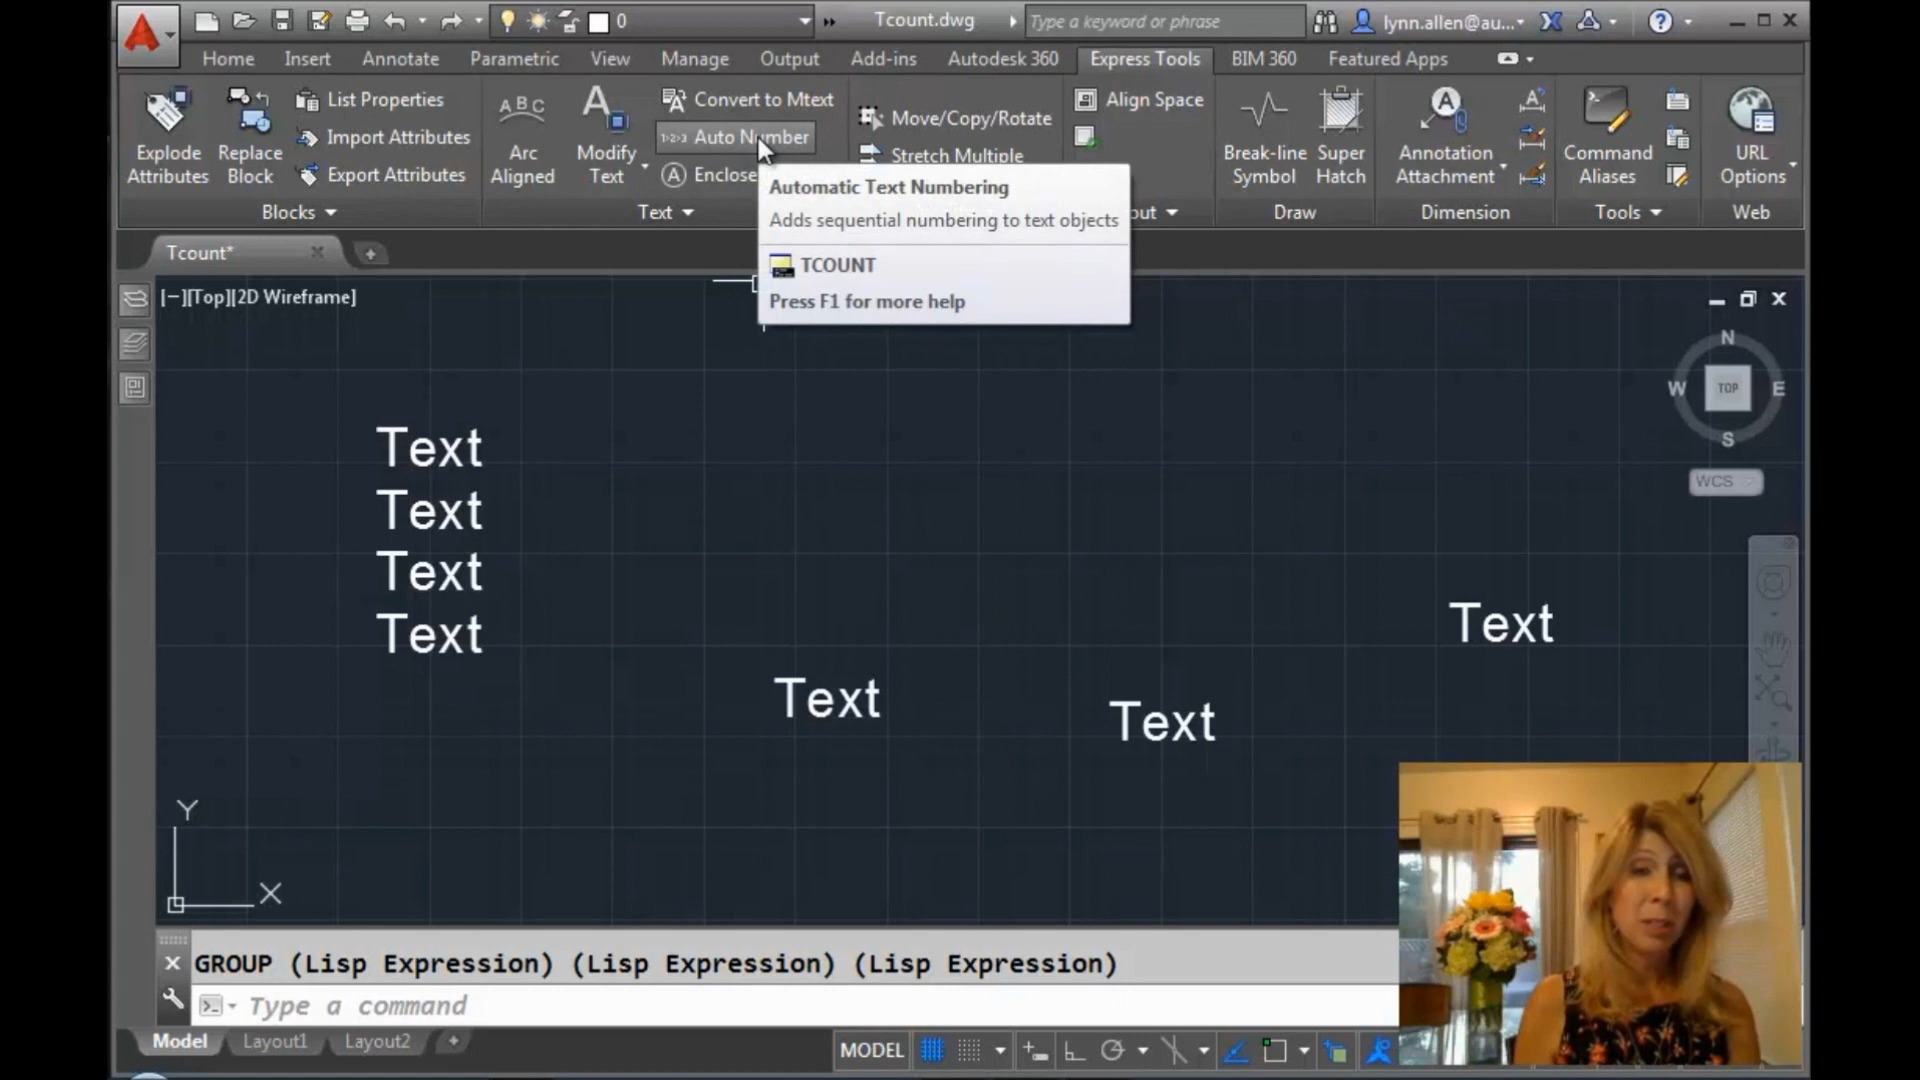 0
Tcount.dwg
Type a keyword or phrase
lynn.allen@au...
Home
Insert
Annotate
Parametric
View
Manage
Output
Add-ins
Autodesk 360
Express Tools
BIM 360
Featured Apps
Explode Attributes
Replace Block
List Properties
Import Attributes
Export Attributes
Blocks
ABC
Arc Aligned
Modify Text
Convert to Mtext
Auto Number
Enclose
Text
Move/Copy/Rotate
Stretch Multiple
Align Space
out
Break-line Symbol
Super Hatch
Draw
Annotation Attachment
Dimension
Command Aliases
Tools
URL Options
Web
Automatic Text Numbering
Adds sequential numbering to text objects
TCOUNT
Press F1 for more help
Tcount*
[−][Top][2D Wireframe]
N
W
TOP
E
S
WCS
Text
Text
Text
Text
Text
Text
Text
Y
X
GROUP (Lisp Expression) (Lisp Expression) (Lisp Expression)
Type a command
Model
Layout1
Layout2
MODEL